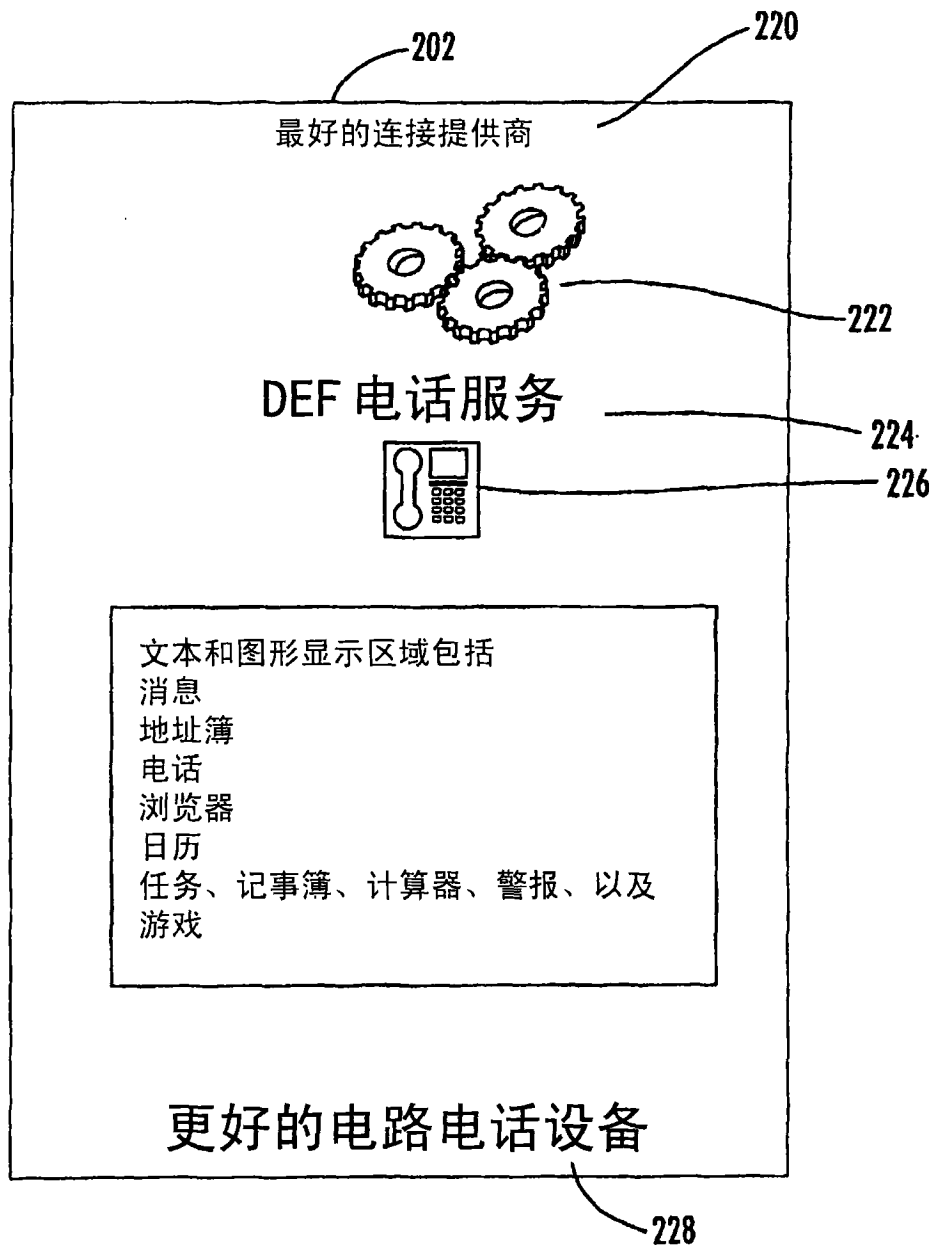 202
220
最好的连接提供商
222
DEF 电话服务
224
226
文本和图形显示区域包括
消息
地址簿
电话
浏览器
日历
任务、记事簿、计算器、警报、以及
游戏
更好的电路电话设备
228